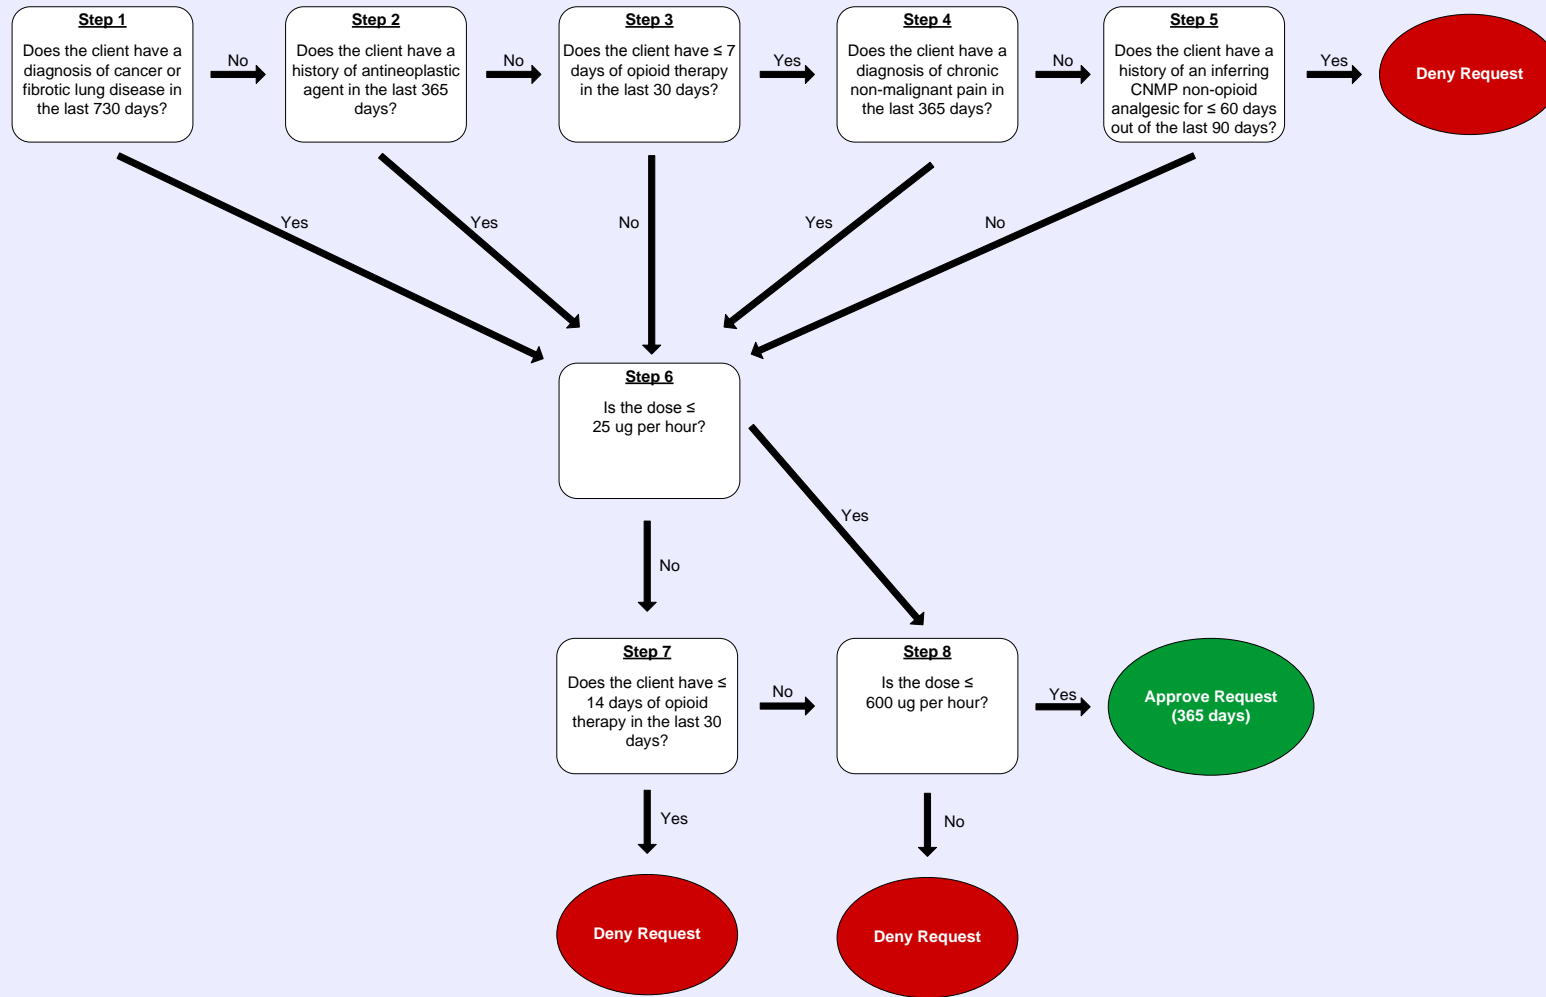 Step 1
Does the client have a
diagnosis of cancer or
fibrotic lung disease in
the last 730 days?
No
Step 2
Does the client have a
history of antineoplastic
agent in the last 365
days?
No
Step 3
Does the client have ≤ 7
days of opioid therapy
in the last 30 days?
Yes
Step 4
Does the client have a
diagnosis of chronic
non-malignant pain in
the last 365 days?
No
Step 5
Does the client have a
history of an inferring
CNMP non-opioid
analgesic for ≤ 60 days
out of the last 90 days?
Yes
Deny Request
Yes
Yes
No
Yes
No
Step 6
Is the dose ≤
25 ug per hour?
Yes
No
Step 7
Does the client have ≤
14 days of opioid
therapy in the last 30
days?
No
Step 8
Is the dose ≤
600 ug per hour?
Yes
Approve Request
(365 days)
Yes
No
Deny Request
Deny Request